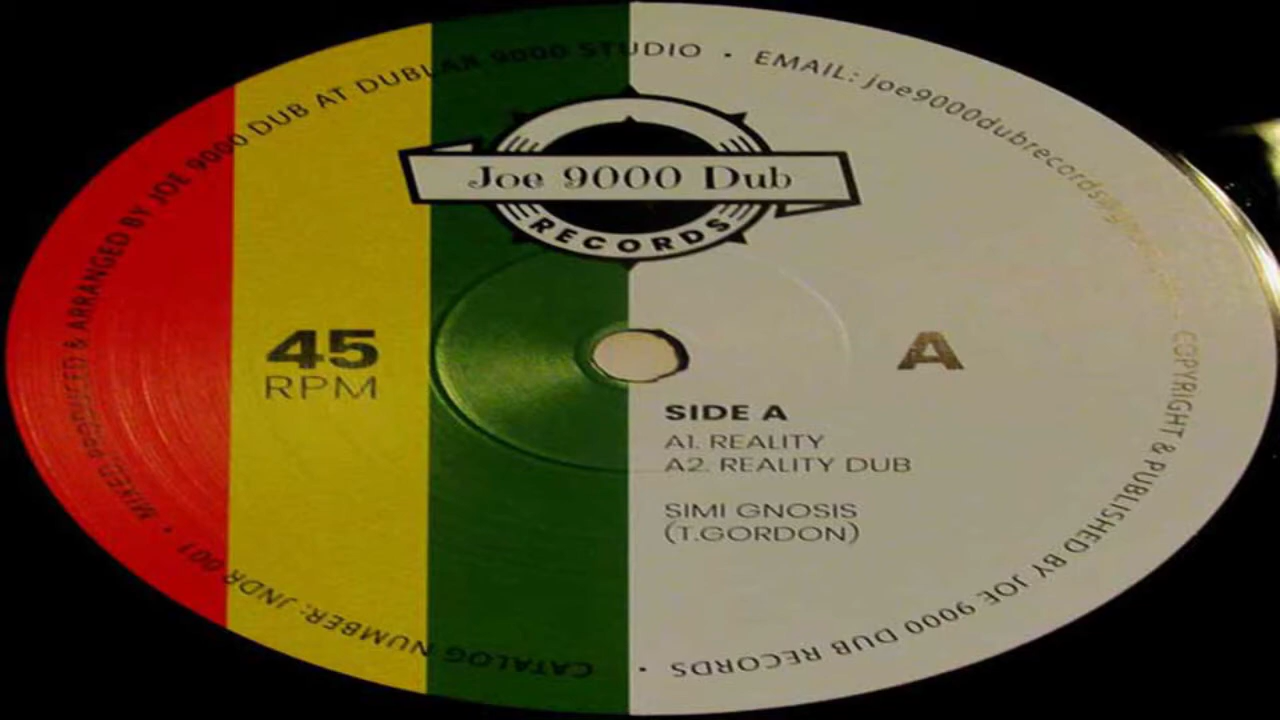 MIXED, PRODUCED & ARRANGED BY JOE 9000 DUB AT DUBLAB 9000 STUDIO • EMAIL: joe9000dubrecords@
Joe 9000 Dub
RECORDS
45
RPM
A
SIDE A
A1. REALITY
A2. REALITY DUB
SIMI GNOSIS
(T.GORDON)
COPYRIGHT & PUBLISHED BY JOE 9000 DUB RECORDS •
CATALOG NUMBER: JNDR 001 •